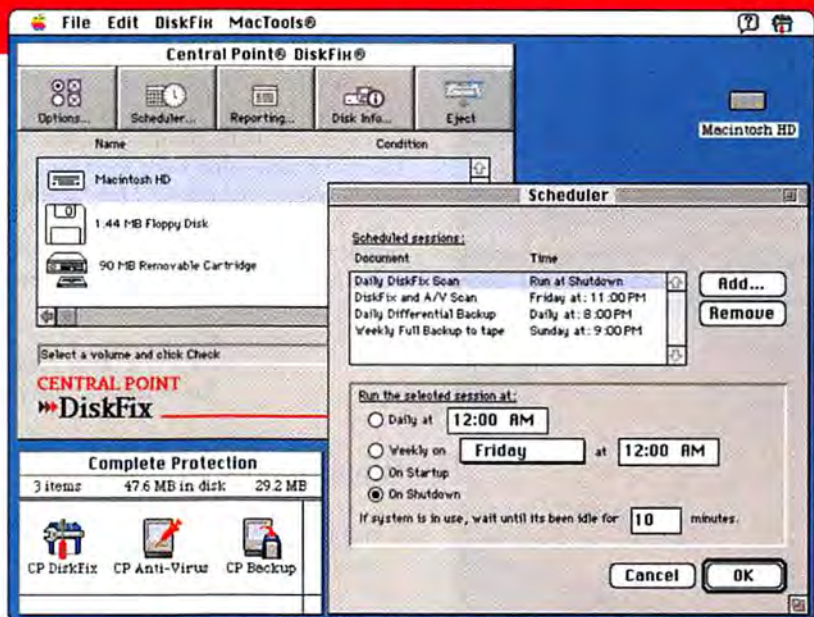 File Edit DiskFix MacTools®
Central Point® DiskFix®
Options... Scheduler... Reporting... Disk Info... Eject
Name Condition
Macintosh HD
1.44 MB Floppy Disk
90 MB Removable Cartridge
Select a volume and click Check
CENTRAL POINT
DiskFix
Macintosh HD
Scheduler
Scheduled sessions:
Document Time
Daily DiskFix Scan Run at Shutdown
DiskFix and A/V Scan Friday at: 11:00PM
Daily Differential Backup Daily at: 8:00PM
Weekly Full Backup to tape Sunday at: 9:00PM
Add...
Remove
Run the selected session at:
Daily at 12:00 AM
Weekly on Friday at 12:00 AM
On Startup
On Shutdown
If system is in use, wait until its been idle for 10 minutes.
Cancel OK
Complete Protection
3 items 47.6 MB in disk 29.2 MB
CP DiskFix CP Anti-Virus CP Backup